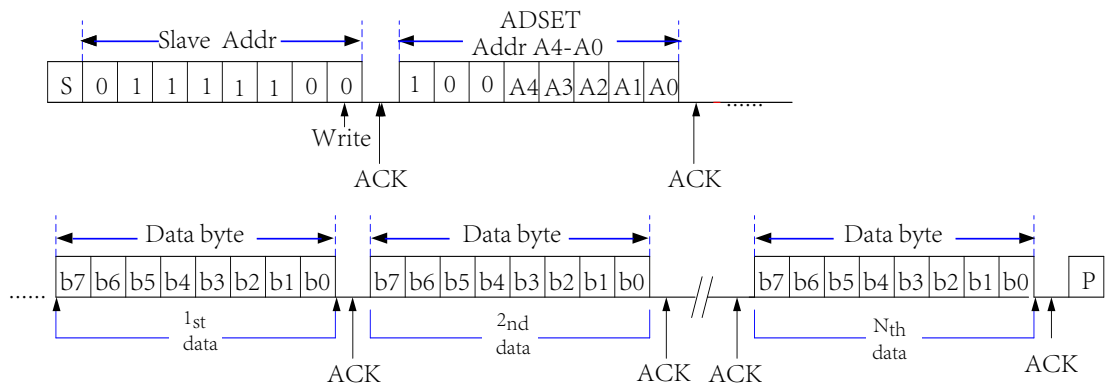 Slave Addr
ADSET
Addr A4-A0
S 0 1 1 1 1 1 0 0 1 0 0 A4 A3 A2 A1 A0
......
Write
ACK
ACK
Data byte Data byte Data byte
...... b7 b6 b5 b4 b3 b2 b1 b0 b7 b6 b5 b4 b3 b2 b1 b0 b7 b6 b5 b4 b3 b2 b1 b0 P
1st
data
2nd
data
Nth
data
ACK ACK ACK ACK